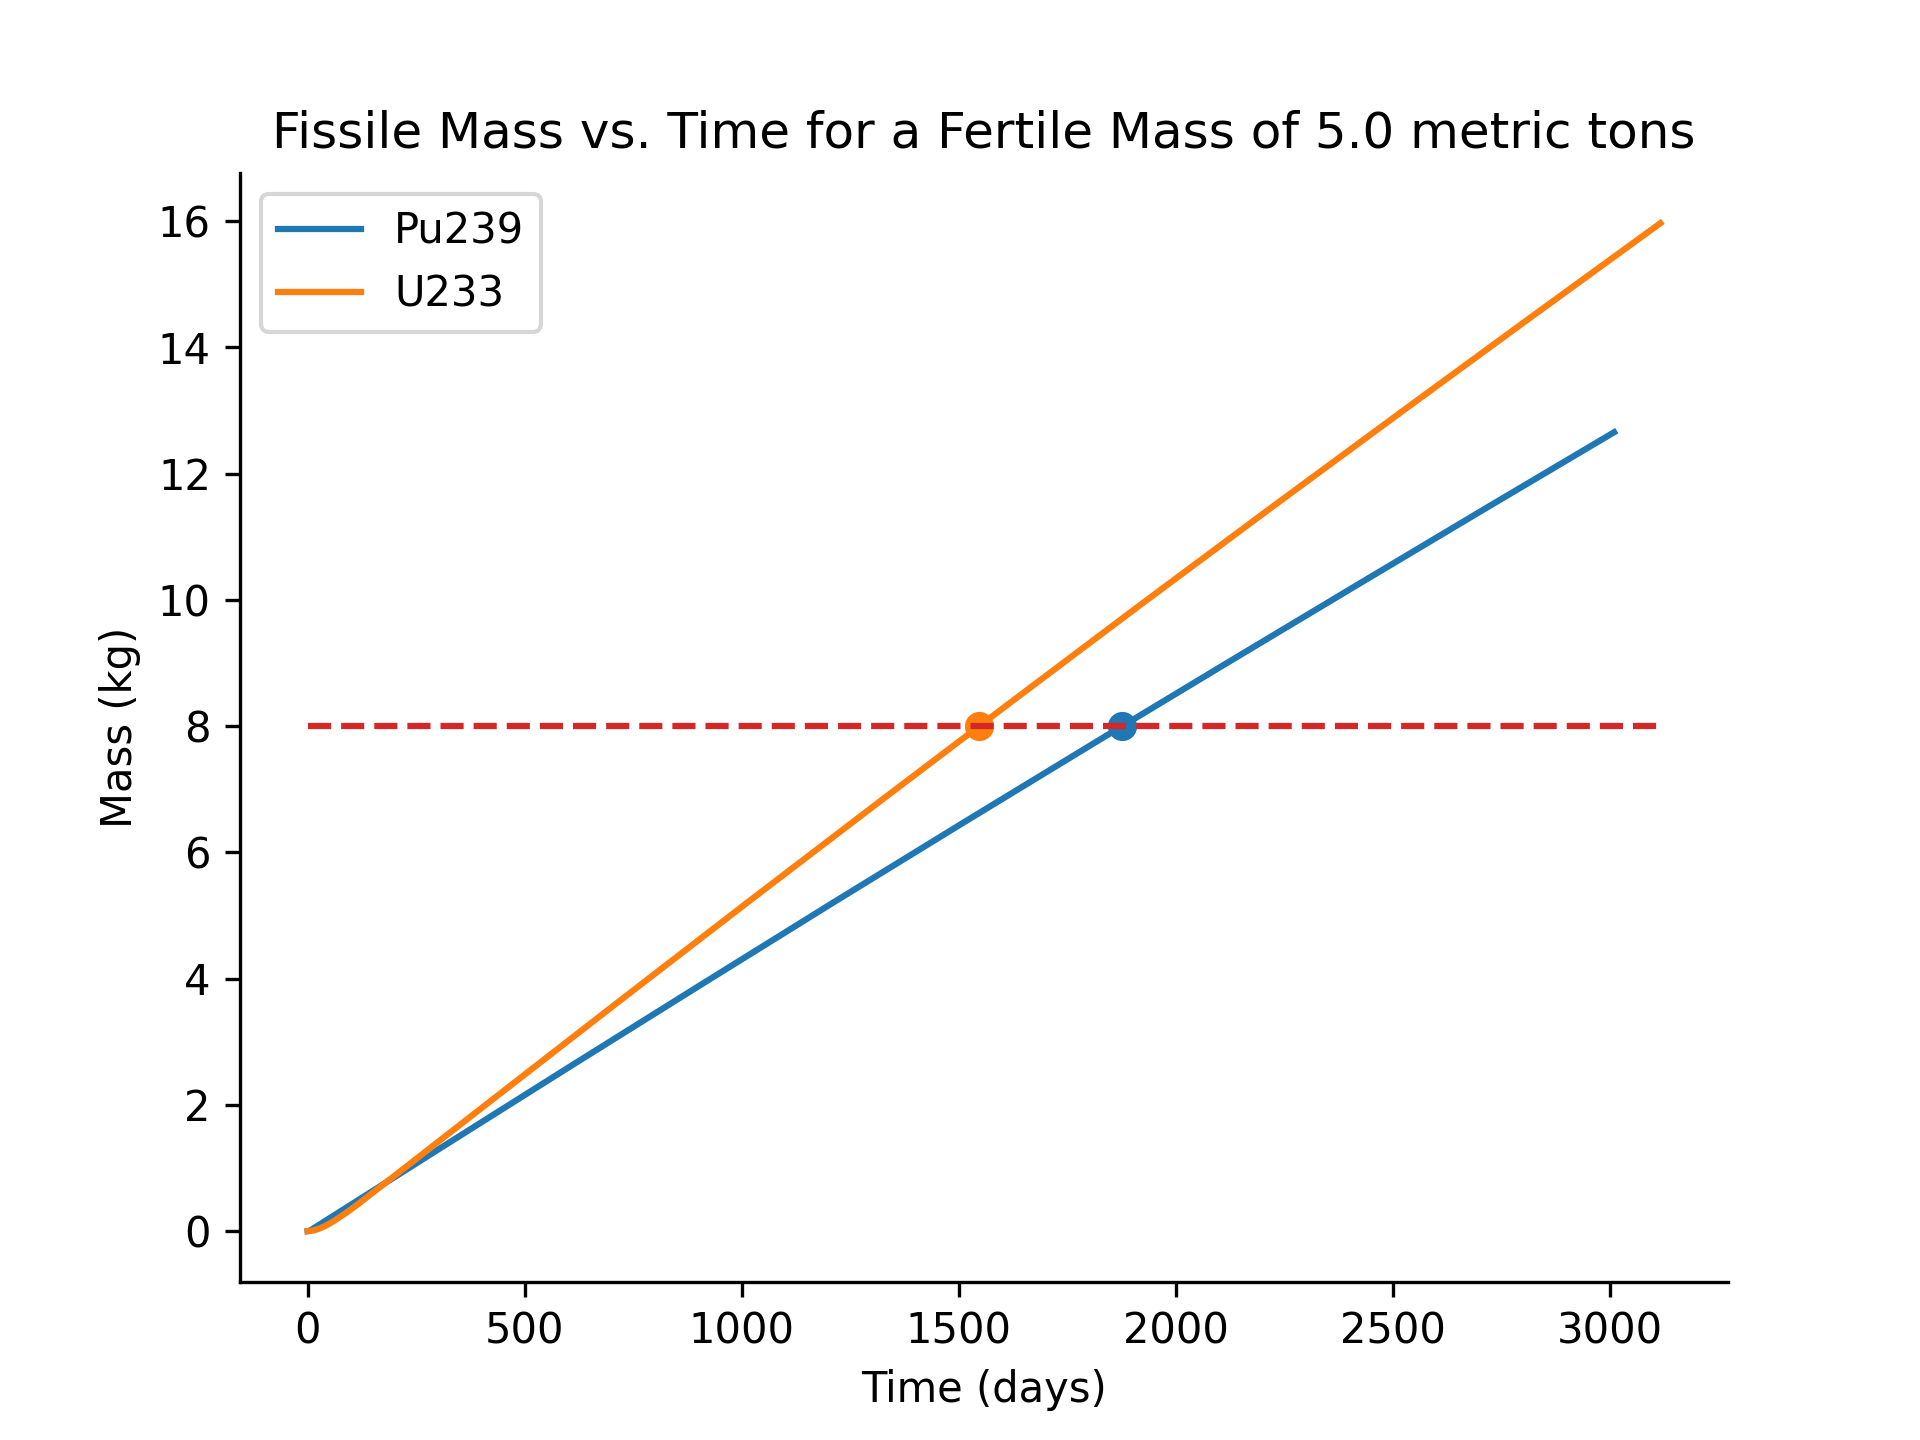 Fissile Mass vs. Time for a Fertile Mass of 5.0 metric tons
Pu239
U233
16
14
12
10
8
6
4
2
0
Mass (kg)
0 500 1000 1500 2000 2500 3000
Time (days)